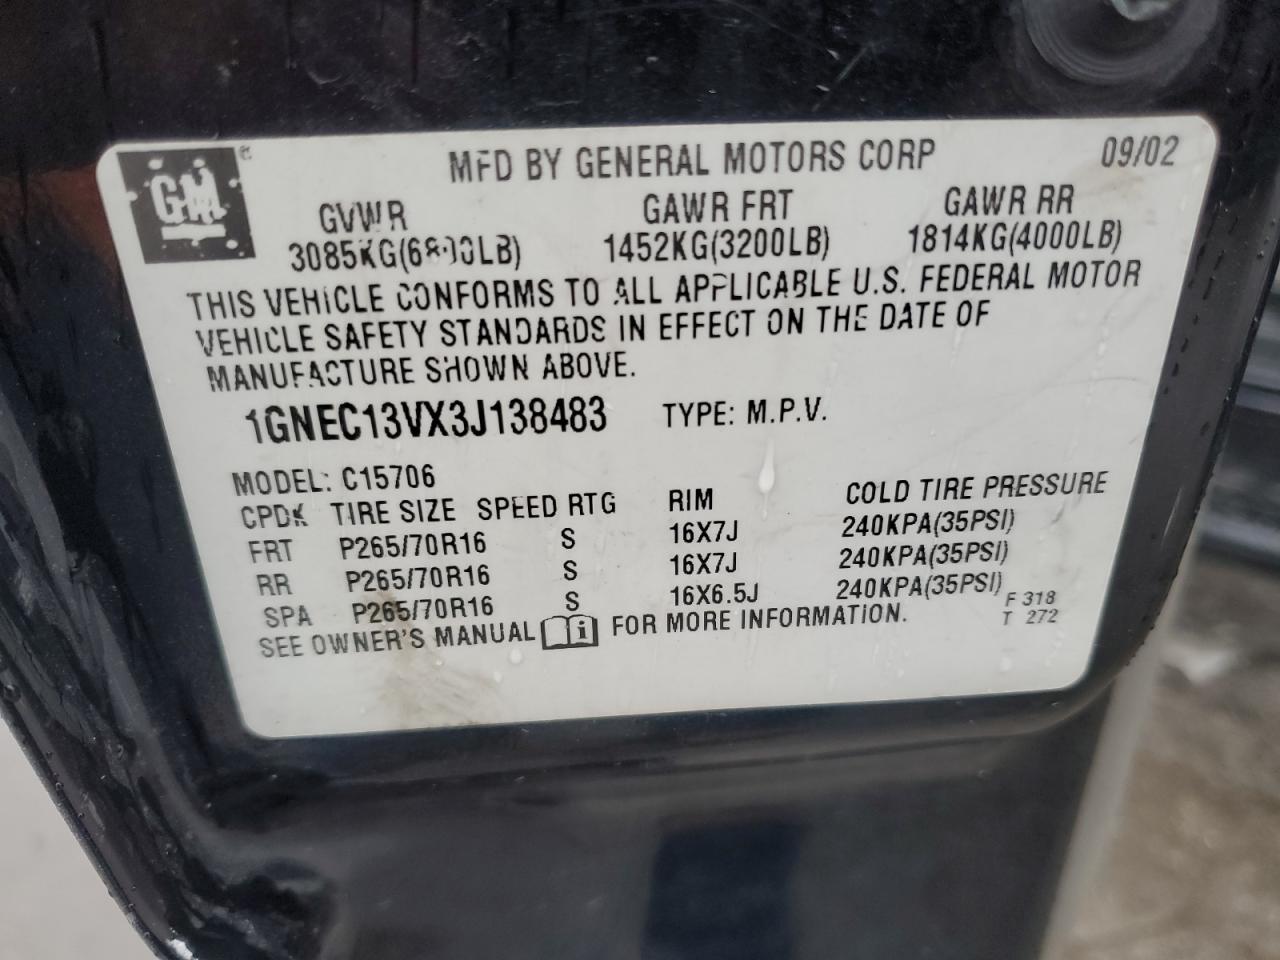 GM
MFD BY GENERAL MOTORS CORP 09/02
GVWR GAWR FRT GAWR RR
3085KG(6800LB) 1452KG(3200LB) 1814KG(4000LB)
THIS VEHICLE CONFORMS TO ALL APPLICABLE U.S. FEDERAL MOTOR
VEHICLE SAFETY STANDARDS IN EFFECT ON THE DATE OF
MANUFACTURE SHOWN ABOVE.
1GNEC13VX3J138483 TYPE: M.P.V.
MODEL: C15706
CPDK TIRE SIZE SPEED RTG RIM COLD TIRE PRESSURE
FRT P265/70R16 S 16X7J 240KPA(35PSI)
RR P265/70R16 S 16X7J 240KPA(35PSI)
SPA P265/70R16 S 16X6.5J 240KPA(35PSI)
SEE OWNER'S MANUAL i FOR MORE INFORMATION.
F 318
T 272